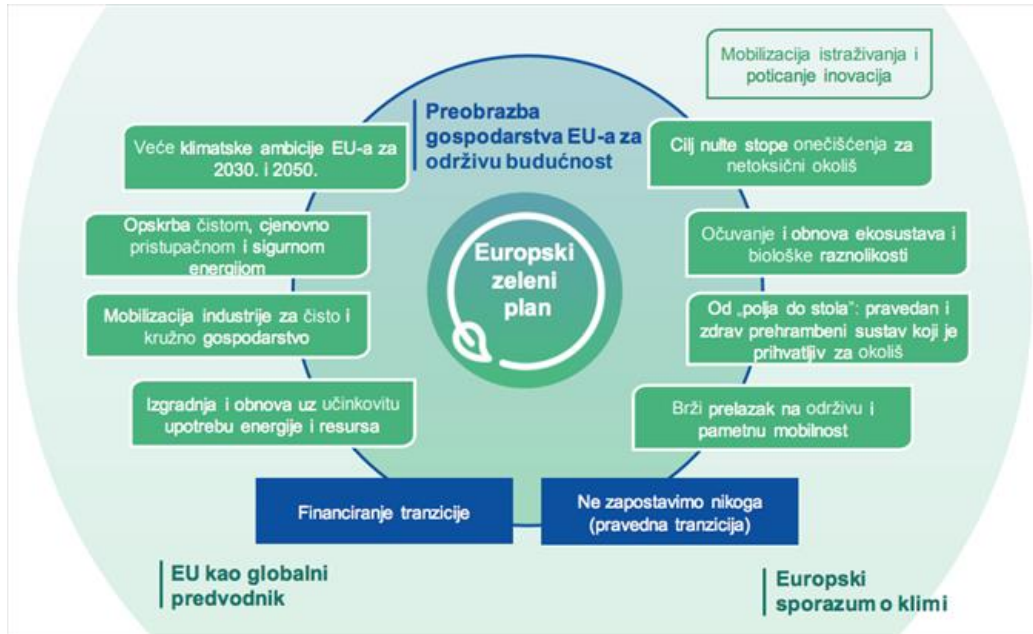 Mobilizacija istraživanja i
poticanje inovacija
Preobrazba
gospodarstva EU-a za
održivu budućnost
Veće klimatske ambicije EU-a za
2030. i 2050.
Cilj nulte stope onečišćenja za
netoksični okoliš
Opskrba čistom, cjenovno
pristupačnom i sigurnom
energijom
Europski
zeleni
plan
Očuvanje i obnova ekosustava i
biološke raznolikosti
Mobilizacija industrije za čisto i
kružno gospodarstvo
Od „polja do stola”: pravedan i
zdrav prehrambeni sustav koji je
prihvatljiv za okoliš
Izgradnja i obnova uz učinkovitu
upotrebu energije i resursa
Brži prelazak na održivu i
pametnu mobilnost
Financiranje tranzicije
Ne zapostavimo nikoga
(pravedna tranzicija)
EU kao globalni
predvodnik
Europski
sporazum o klimi